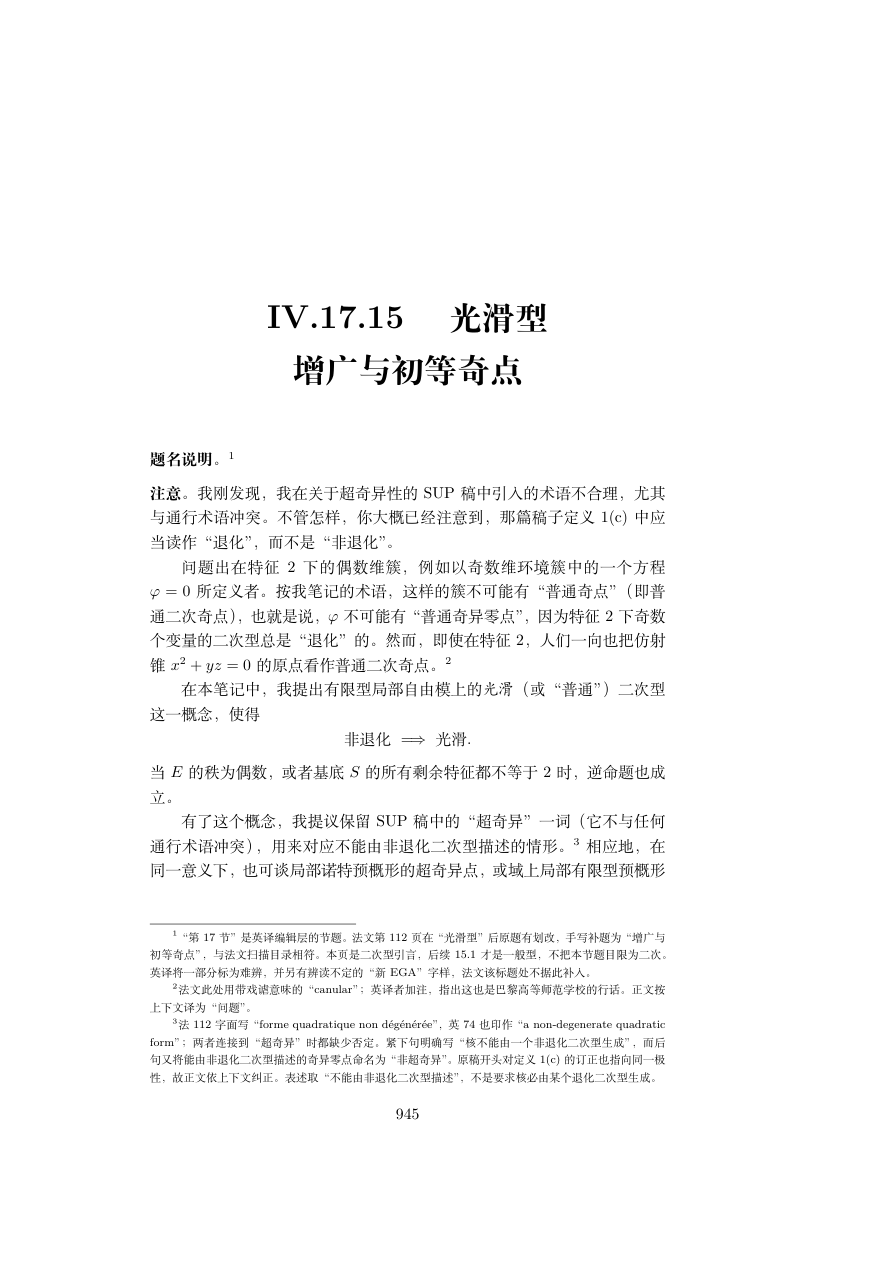 IV.17.15 光滑型
增广与初等奇点
题名说明。1
注意。我刚发现，我在关于超奇异性的 SUP 稿中引入的术语不合理，尤其
与通行术语冲突。不管怎样，你大概已经注意到，那篇稿子定义 1(c) 中应
当读作“退化”，而不是“非退化”。
问题出在特征 2 下的偶数维簇，例如以奇数维环境簇中的一个方程
φ = 0 所定义者。按我笔记的术语，这样的簇不可能有“普通奇点”（即普
通二次奇点），也就是说，φ 不可能有“普通奇异零点”，因为特征 2 下奇数
个变量的二次型总是“退化”的。然而，即使在特征 2，人们一向也把仿射
锥 x² + yz = 0 的原点看作普通二次奇点。2
在本笔记中，我提出有限型局部自由模上的光滑（或“普通”）二次型
这一概念，使得
非退化 ⟹ 光滑.
当 E 的秩为偶数，或者基底 S 的所有剩余特征都不等于 2 时，逆命题也成
立。
有了这个概念，我提议保留 SUP 稿中的“超奇异”一词（它不与任何
通行术语冲突），用来对应不能由非退化二次型描述的情形。3 相应地，在
同一意义下，也可谈局部诺特预概形的超奇异点，或域上局部有限型预概形
1 “第 17 节”是英译编辑层的节题。法文第 112 页在“光滑型”后原题有划改，手写补题为“增广与
初等奇点”，与法文扫描目录相符。本页是二次型引言，后续 15.1 才是一般型，不把本节题目限为二次。
英译将一部分标为难辨，并另有辨读不定的“新 EGA”字样，法文该标题处不据此补入。
2法文此处用带戏谑意味的“canular”；英译者加注，指出这也是巴黎高等师范学校的行话。正文按
上下文译为“问题”。
3法 112 字面写“forme quadratique non dégénérée”，英 74 也印作“a non-degenerate quadratic
form”；两者连接到“超奇异”时都缺少否定。紧下句明确写“核不能由一个非退化二次型生成”，而后
句又将能由非退化二次型描述的奇异零点命名为“非超奇异”。原稿开头对定义 1(c) 的订正也指向同一极
性，故正文依上下文纠正。表述取“不能由非退化二次型描述”，不是要求核必由某个退化二次型生成。
945